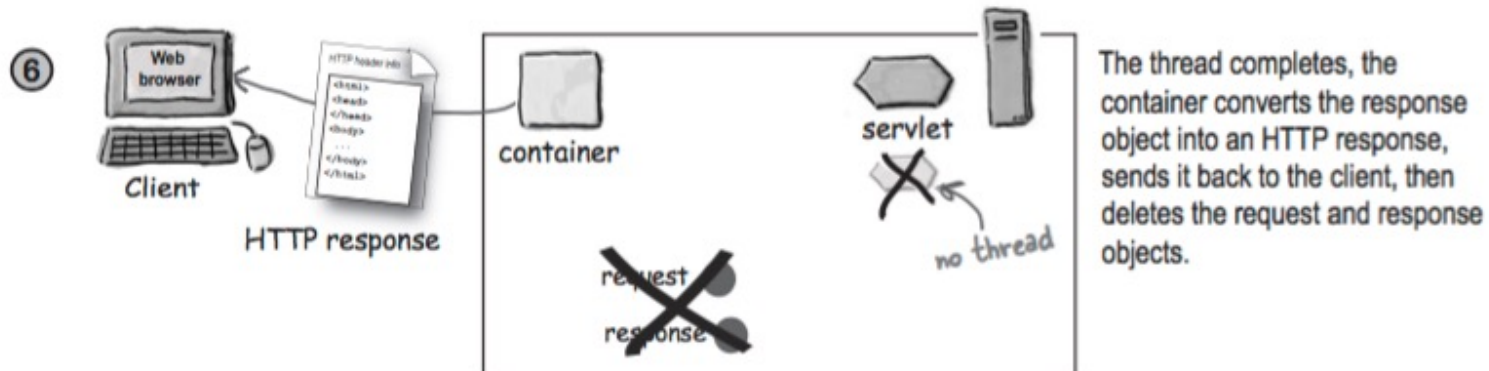 6
Web
browser
Client
HTTP header info
<html>
<head>
</head>
<body>
...
</body>
</html>
HTTP response
container
servlet
no thread
request
response
The thread completes, the
container converts the response
object into an HTTP response,
sends it back to the client, then
deletes the request and response
objects.